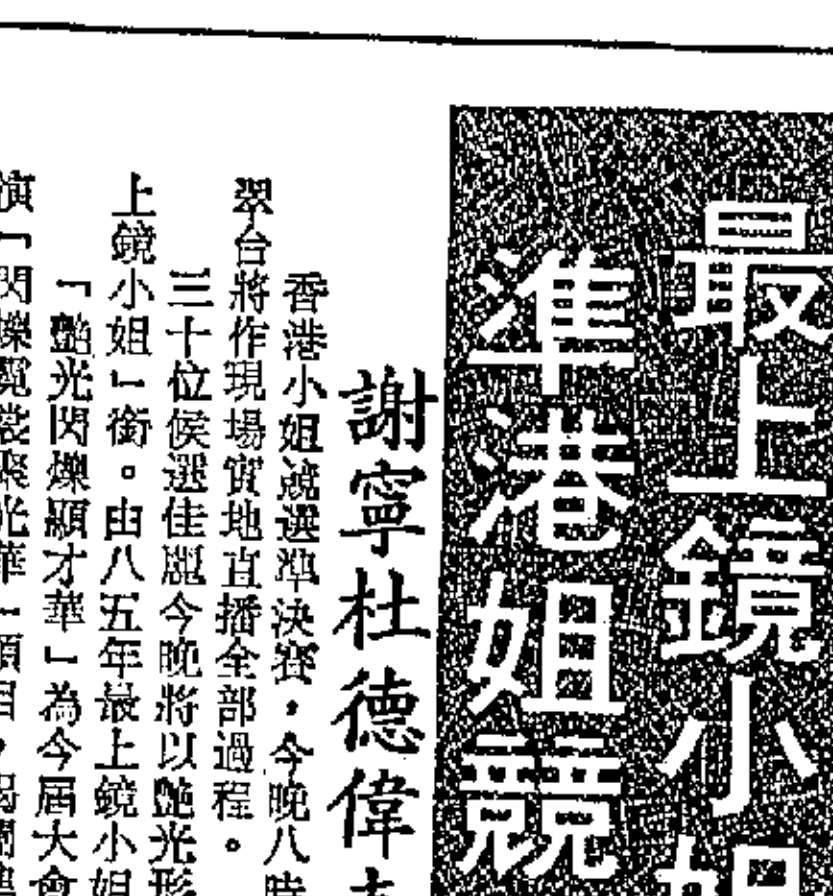 最上鏡小姐
準港姐競
謝寧杜德偉
香港小姐競選準決賽，今晚八時
翠台將作現場實地直播全部過程。
三十位候選佳麗今晚將以艷光形
上鏡小姐」銜。由八五年最上鏡小姐
「艷光閃爍顯才華」為今屆大會
演「閃爍霓裳聚光華」項目，